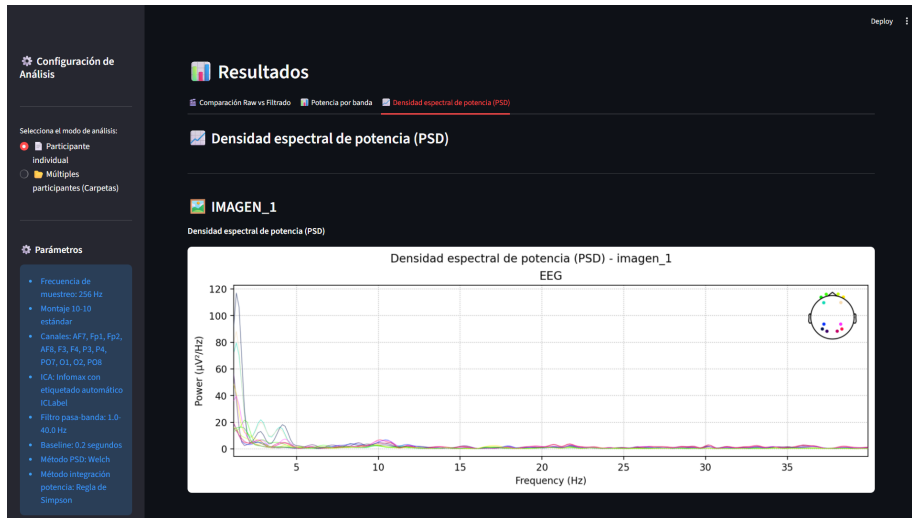 Deploy
Configuración de
Análisis
Selecciona el modo de análisis:
Participante
individual
Múltiples
participantes (Carpetas)
Parámetros
Frecuencia de
muestreo: 256 Hz
Montaje 10-10
estándar
Canales: AF7, Fp1, Fp2,
AF8, F3, F4, P3, P4,
PO7, O1, O2, PO8
ICA: Infomax con
etiquetado automático
ICLabel
Filtro pasa-banda: 1.0-
40.0 Hz
Baseline: 0.2 segundos
Método PSD: Welch
Método integración
potencia: Regla de
Simpson
Resultados
Comparación Raw vs Filtrado
Potencia por banda
Densidad espectral de potencia (PSD)
Densidad espectral de potencia (PSD)
IMAGEN_1
Densidad espectral de potencia (PSD)
Densidad espectral de potencia (PSD) - imagen_1
EEG
Power (µV²/Hz)
120
100
80
60
40
20
0
5 10 15 20 25 30 35
Frequency (Hz)